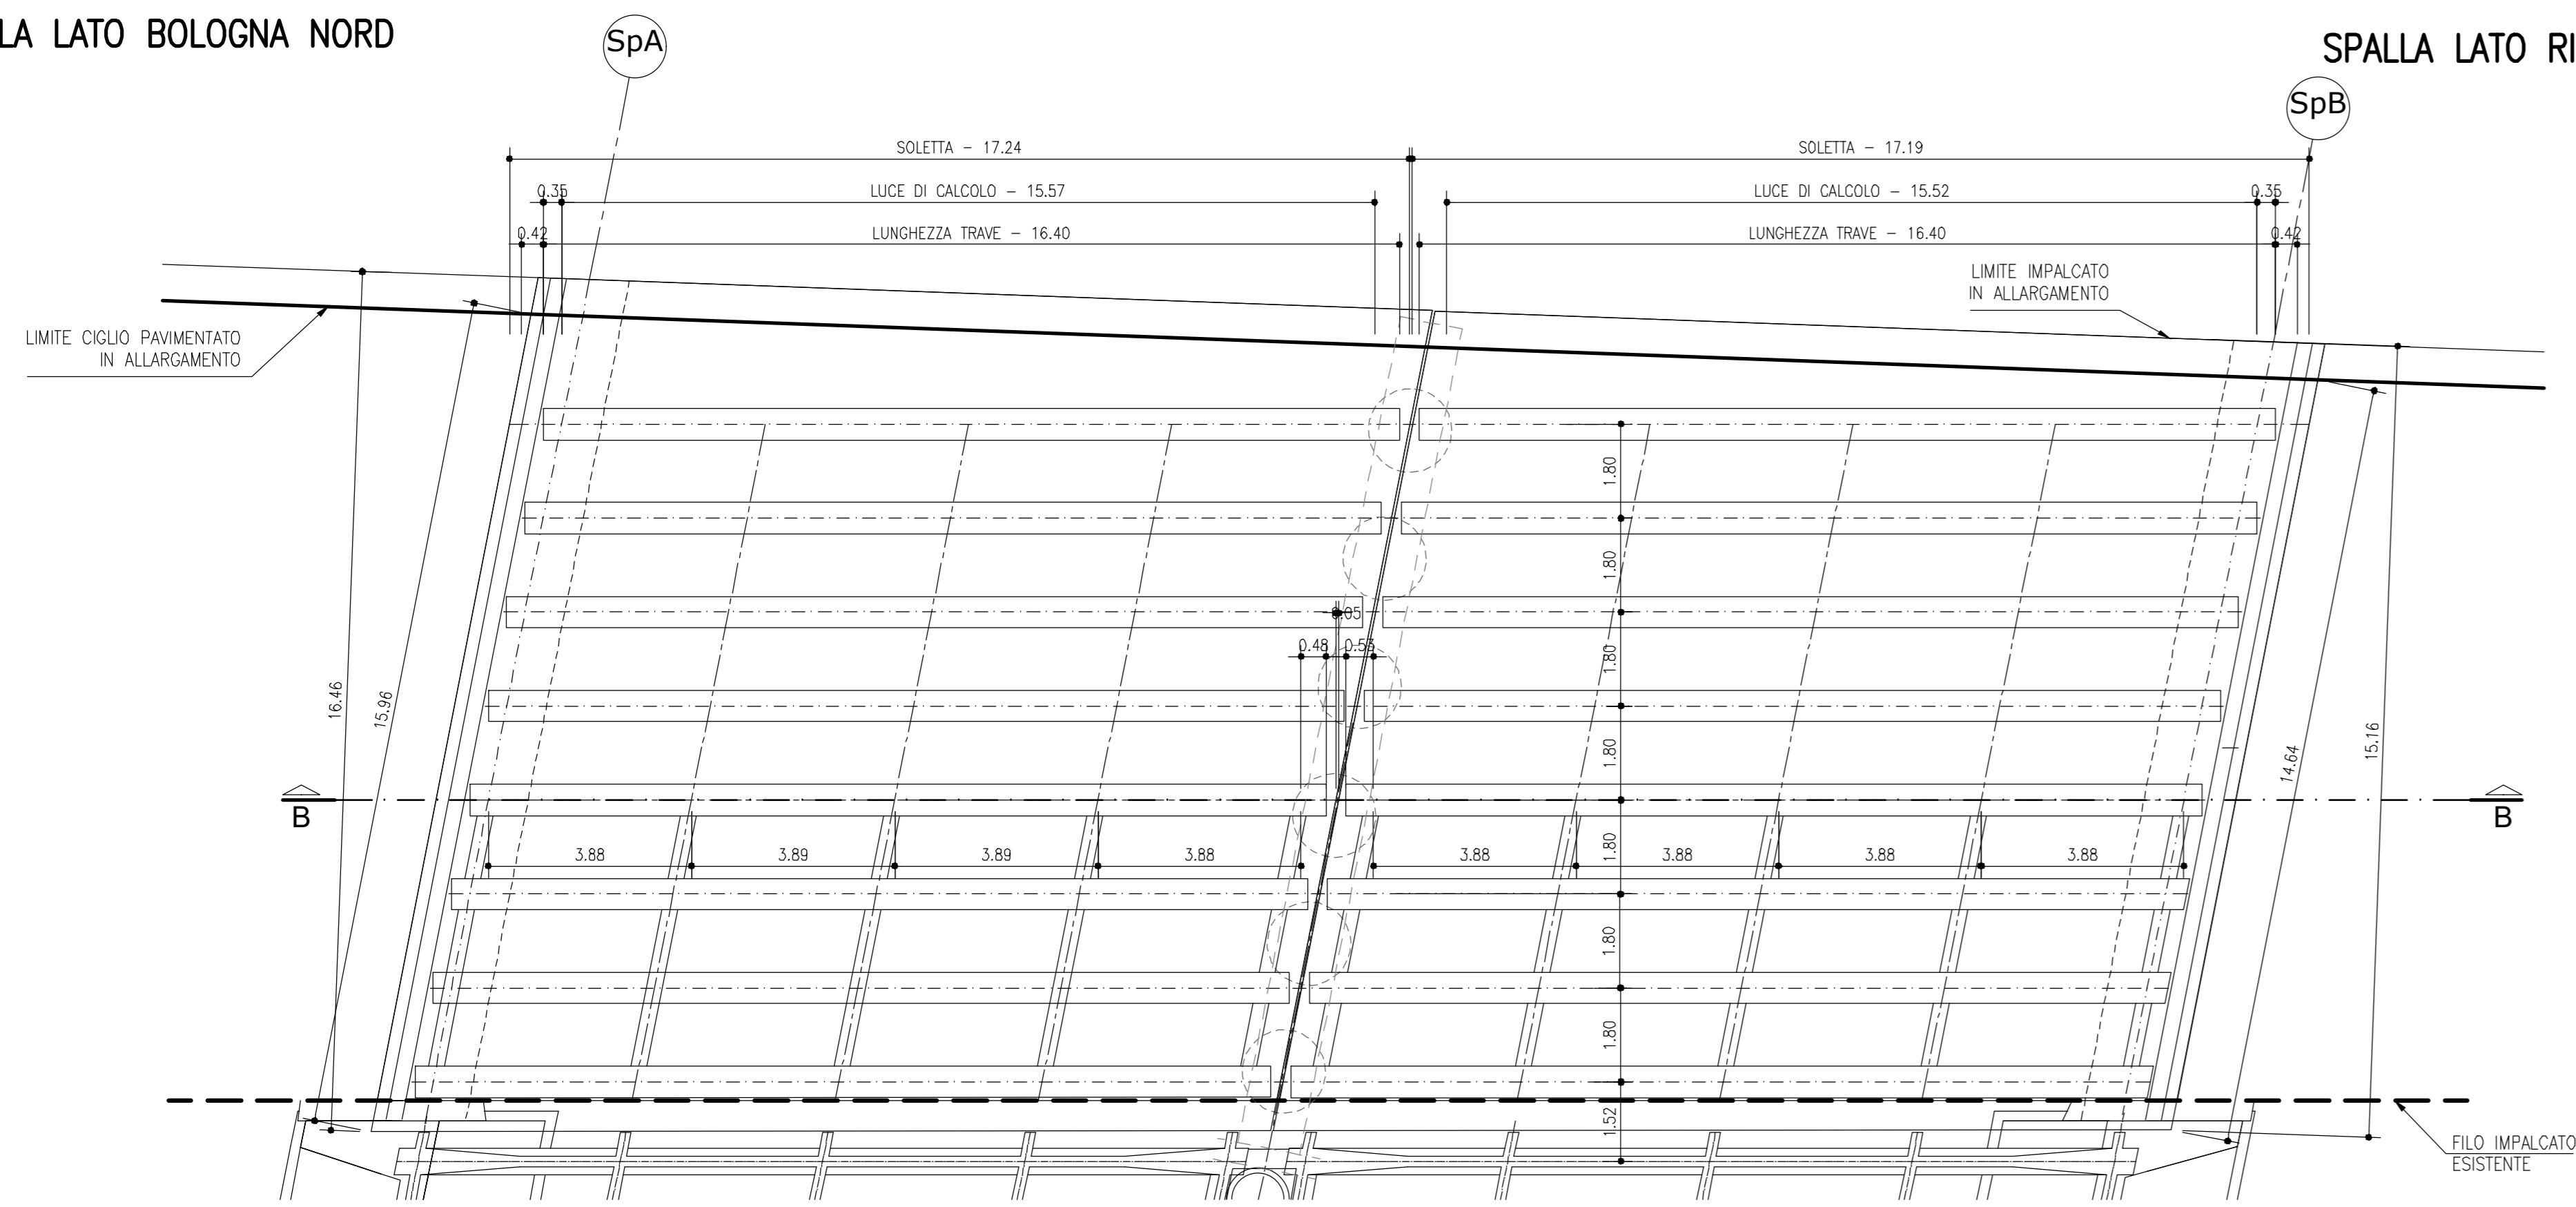 LA LATO BOLOGNA NORD
SpA
SPALLA LATO RI
SpB
SOLETTA - 17.24
SOLETTA - 17.19
0.35
LUCE DI CALCOLO - 15.57
LUCE DI CALCOLO - 15.52
0.35
0.42
LUNGHEZZA TRAVE - 16.40
LUNGHEZZA TRAVE - 16.40
0.42
LIMITE IMPALCATO
IN ALLARGAMENTO
LIMITE CIGLIO PAVIMENTATO
IN ALLARGAMENTO
1.80
1.80
0.05
0.48
0.53
1.80
16.46
15.96
1.80
14.64
15.16
B
B
3.88
3.89
3.89
3.88
1.80
3.88
3.88
3.88
3.88
1.80
1.80
1.52
FILO IMPALCATO
ESISTENTE